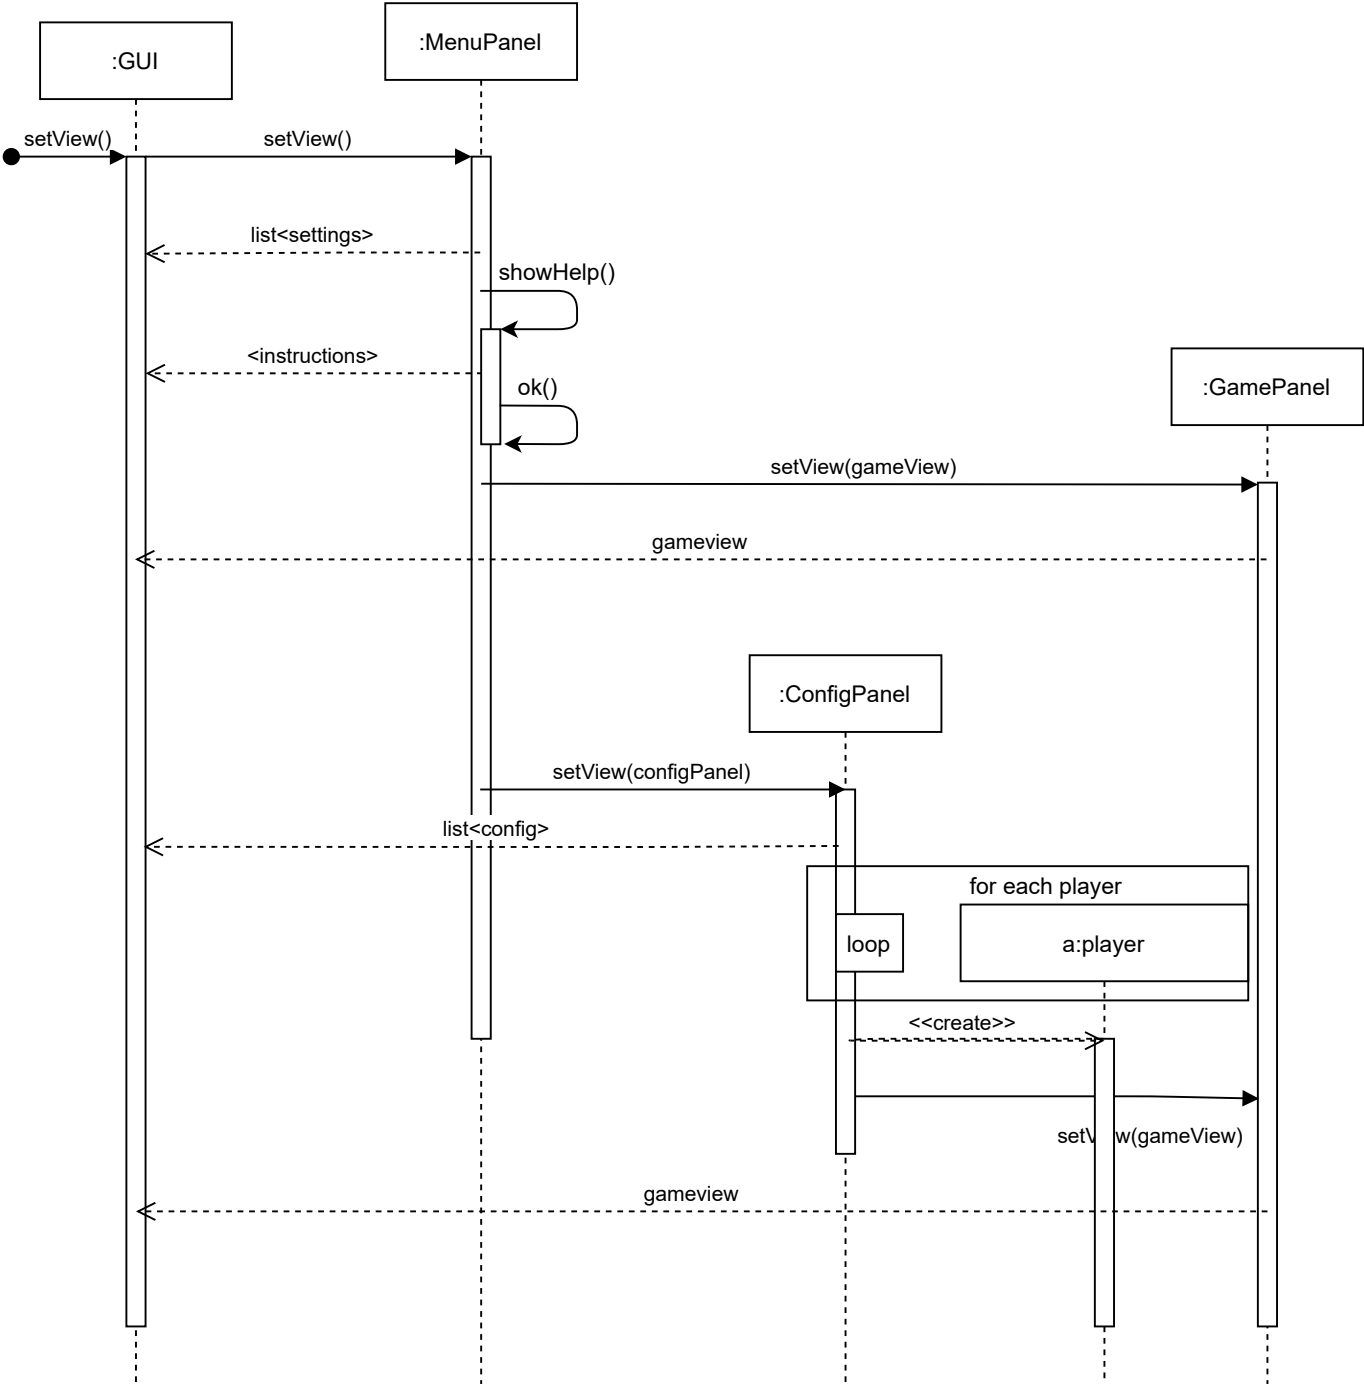 :MenuPanel
:GUI
setView()
setView()
list<settings>
showHelp()
<instructions>
ok()
:GamePanel
setView(gameView)
gameview
:ConfigPanel
setView(configPanel)
list<config>
for each player
loop
a:player
<<create>>
setView(gameView)
gameview